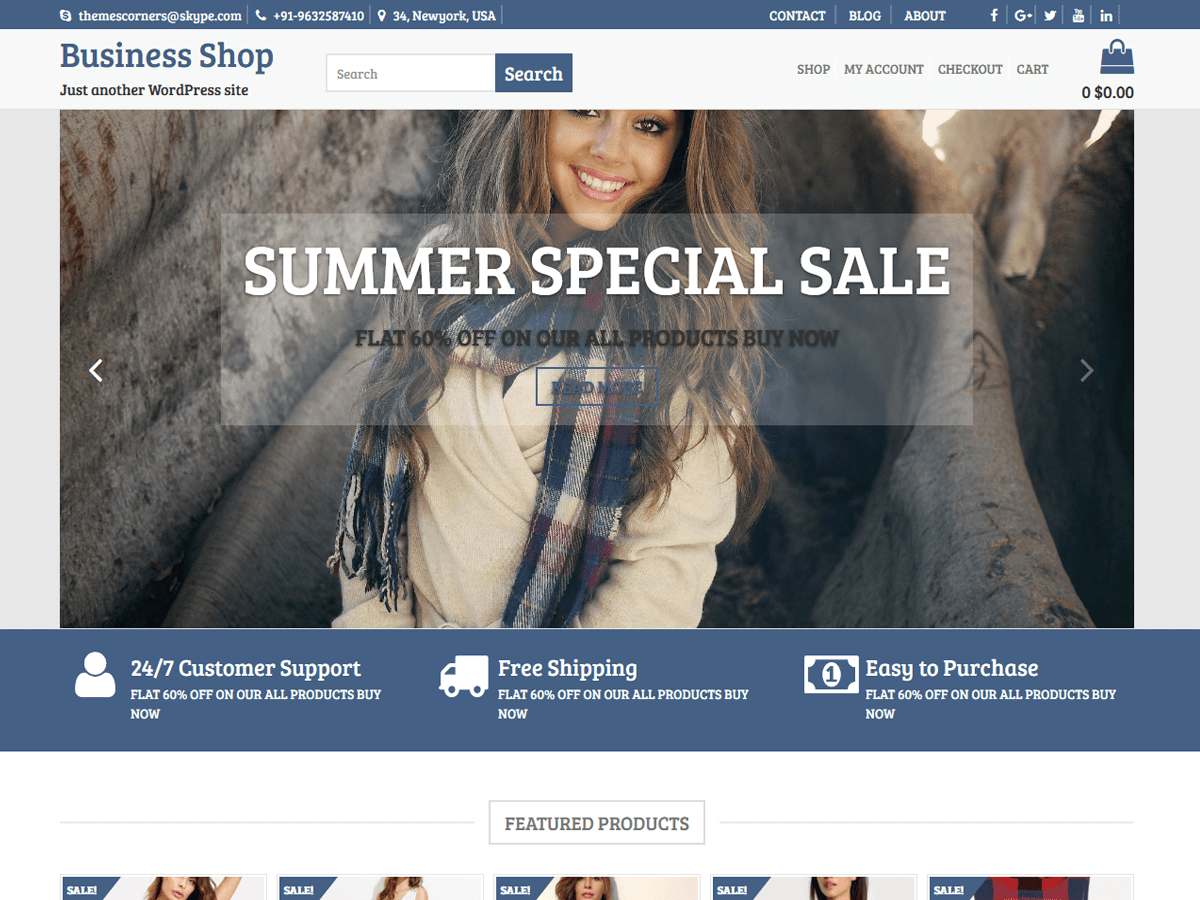 themescorners@skype.com
+91-9632587410
34, Newyork, USA
CONTACT
BLOG
ABOUT
Business Shop
Just another WordPress site
Search
Search
SHOP
MY ACCOUNT
CHECKOUT
CART
0 $0.00
SUMMER SPECIAL SALE
FLAT 60% OFF ON OUR ALL PRODUCTS BUY NOW
READ MORE
24/7 Customer Support
FLAT 60% OFF ON OUR ALL PRODUCTS BUY
NOW
Free Shipping
FLAT 60% OFF ON OUR ALL PRODUCTS BUY
NOW
1
Easy to Purchase
FLAT 60% OFF ON OUR ALL PRODUCTS BUY
NOW
FEATURED PRODUCTS
SALE!
SALE!
SALE!
SALE!
SALE!